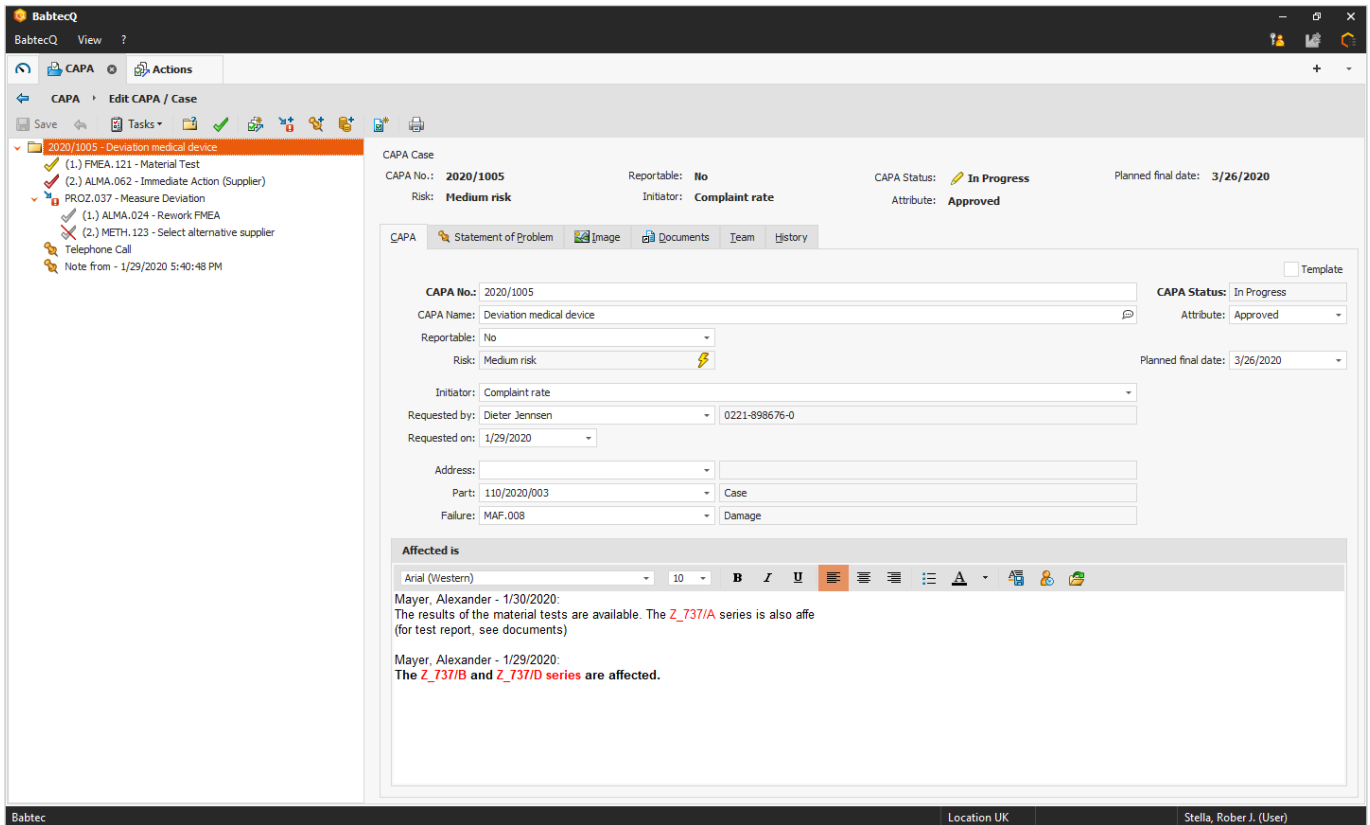 BabtecQ
BabtecQ View ?
CAPA Actions
CAPA Edit CAPA / Case
Save Tasks
2020/1005 - Deviation medical device
(1.) FMEA.121 - Material Test
(2.) ALMA.062 - Immediate Action (Supplier)
PROZ.037 - Measure Deviation
(1.) ALMA.024 - Rework FMEA
(2.) METH.123 - Select alternative supplier
Telephone Call
Note from - 1/29/2020 5:40:48 PM
CAPA Case
CAPA No.: 2020/1005 Reportable: No CAPA Status: In Progress Planned final date: 3/26/2020
Risk: Medium risk Initiator: Complaint rate Attribute: Approved
CAPA Statement of Problem Image Documents Team History
Template
CAPA No.: 2020/1005 CAPA Status: In Progress
CAPA Name: Deviation medical device Attribute: Approved
Reportable: No
Risk: Medium risk Planned final date: 3/26/2020
Initiator: Complaint rate
Requested by: Dieter Jennsen 0221-898676-0
Requested on: 1/29/2020
Address:
Part: 110/2020/003 Case
Failure: MAF.008 Damage
Affected is
Arial (Western) 10 B I U A
Mayer, Alexander - 1/30/2020:
The results of the material tests are available. The Z_737/A series is also affe
(for test report, see documents)
Mayer, Alexander - 1/29/2020:
The Z_737/B and Z_737/D series are affected.
Babtec Location UK Stella, Rober J. (User)